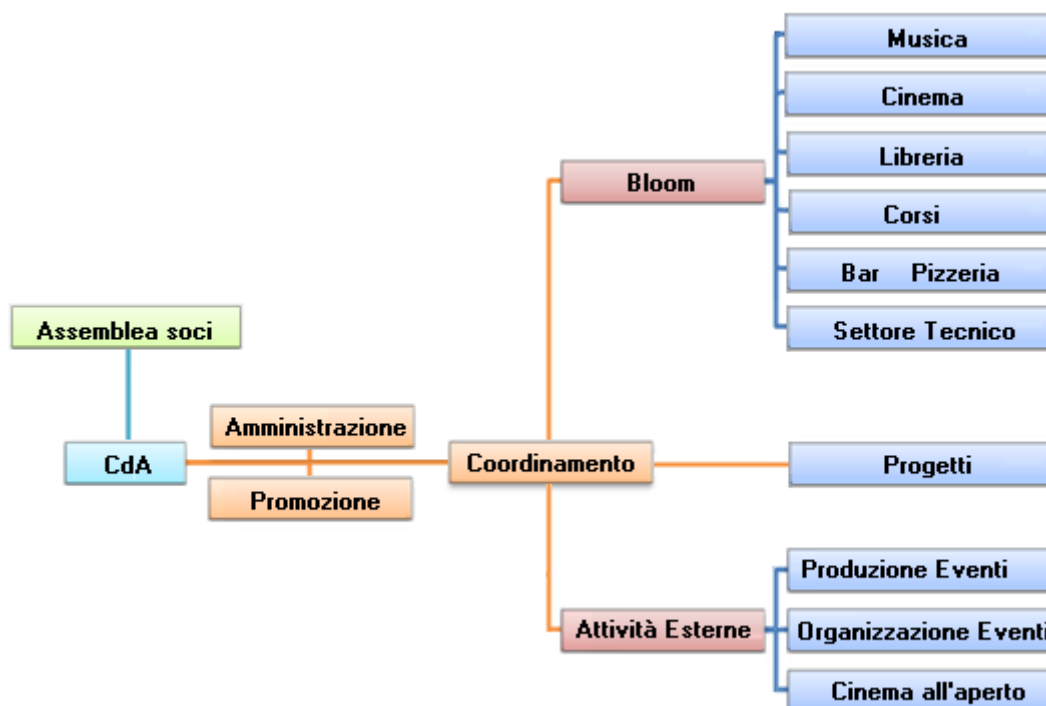 Musica
Cinema
Libreria
Bloom
Corsi
Bar Pizzeria
Assemblea soci
Settore Tecnico
Amministrazione
CdA
Coordinamento
Progetti
Promozione
Produzione Eventi
Attività Esterne
Organizzazione Eventi
Cinema all'aperto